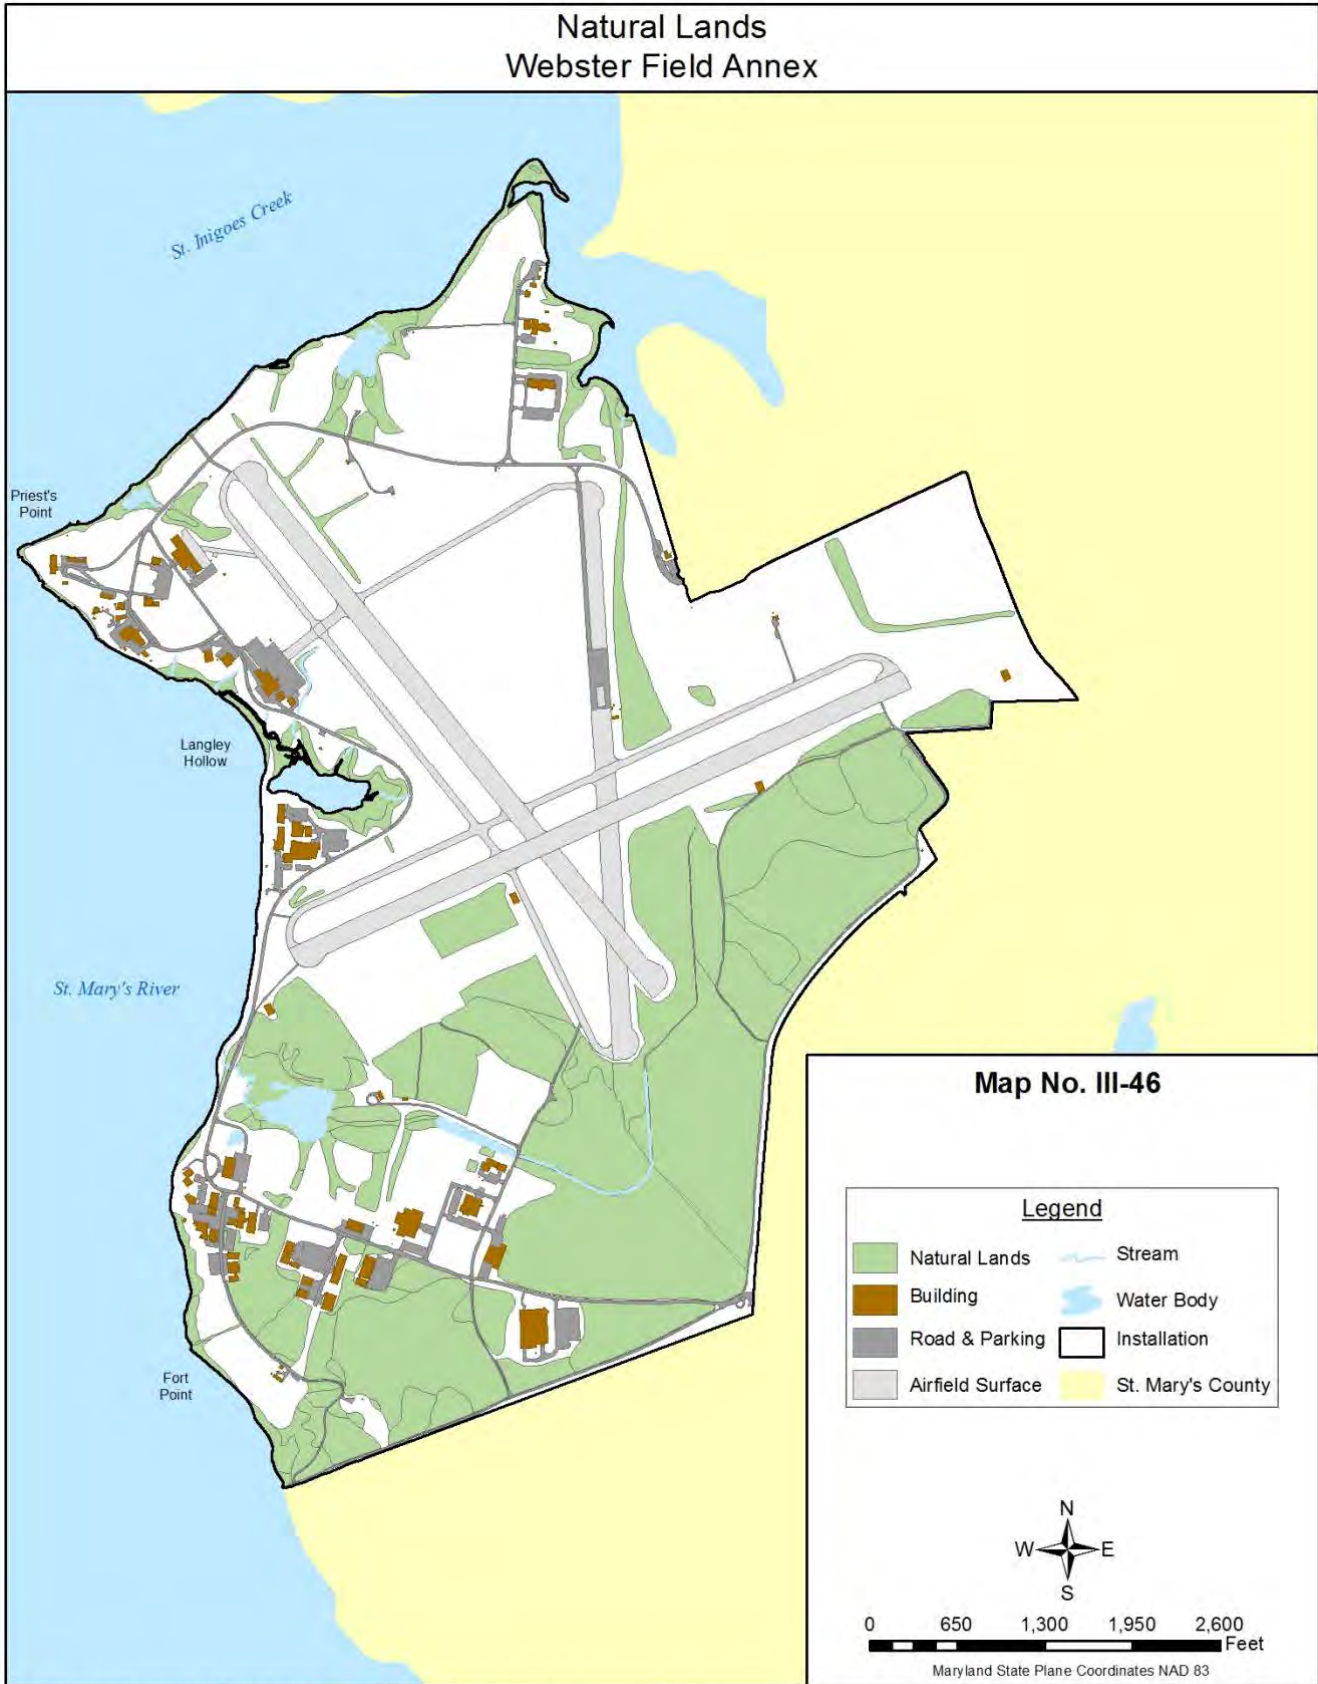 Natural Lands
Webster Field Annex
St. Inigoes Creek
Priest's
Point
Langley
Hollow
St. Mary's River
Fort
Point
Map No. III-46
Legend
Natural Lands
Stream
Building
Water Body
Road & Parking
Installation
Airfield Surface
St. Mary's County
N
W
E
S
0 650 1,300 1,950 2,600
Feet
Maryland State Plane Coordinates NAD 83